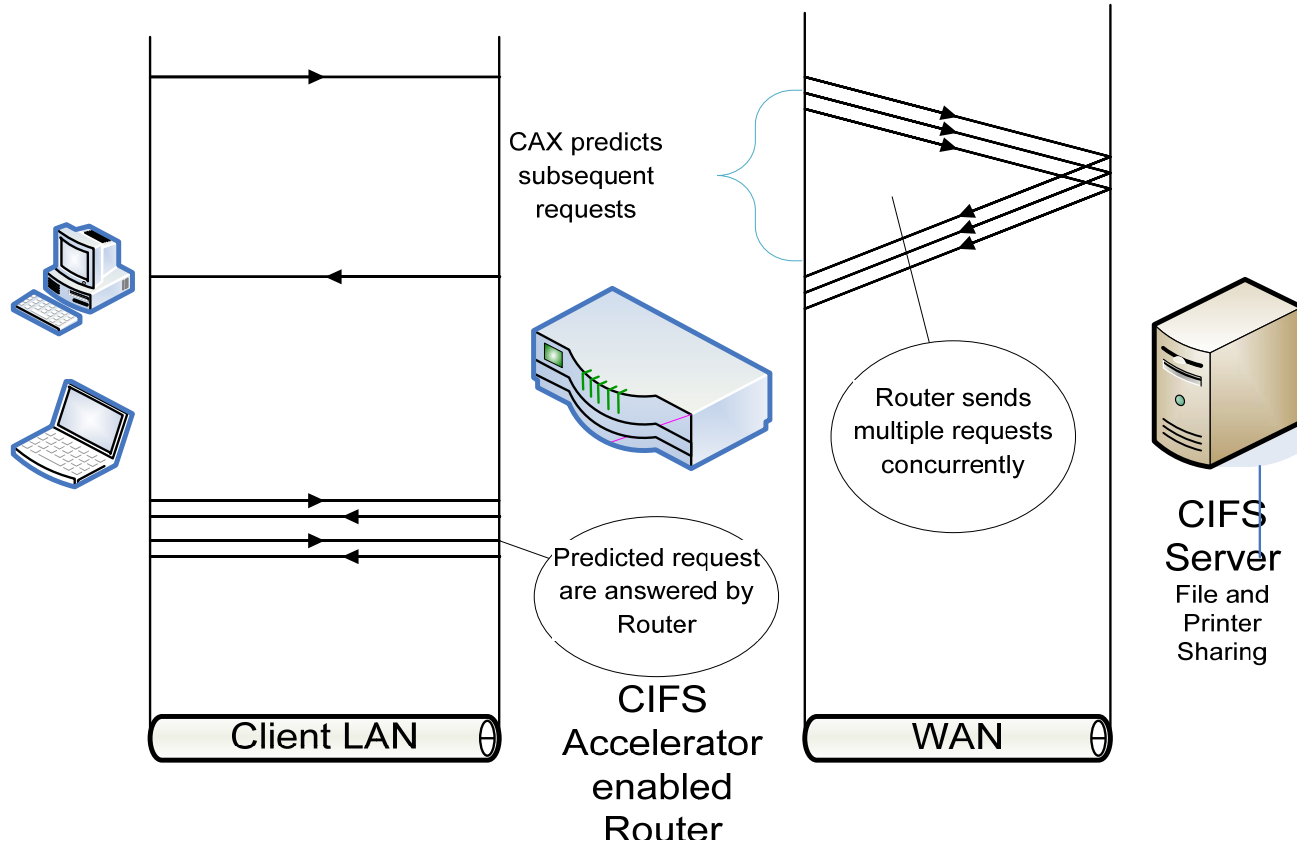 CAX predicts
subsequent
requests
Router sends
multiple requests
concurrently
CIFS
Server
File and
Printer
Sharing
Predicted request
are answered by
Router
CIFS
Accelerator
enabled
Router
Client LAN
WAN